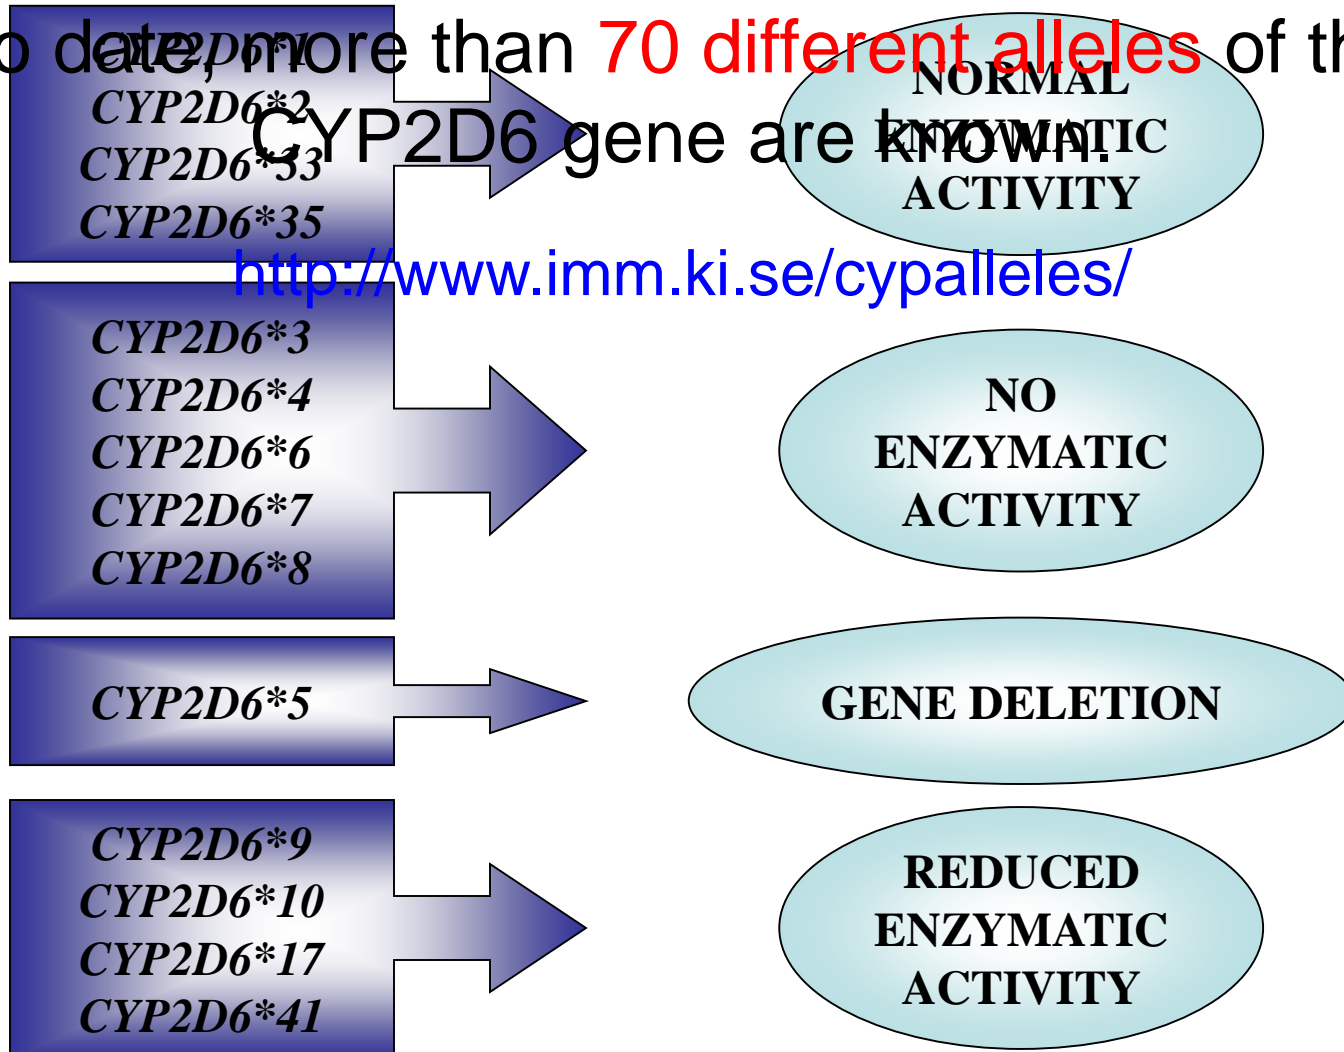 o date, more than 70 different alleles of th
CYP2D6 gene are known.
http://www.imm.ki.se/cypalleles/
CYP2D6*1
CYP2D6*2
CYP2D6*33
CYP2D6*35
NORMAL
ENZYMATIC
ACTIVITY
CYP2D6*3
CYP2D6*4
CYP2D6*6
CYP2D6*7
CYP2D6*8
NO
ENZYMATIC
ACTIVITY
CYP2D6*5
GENE DELETION
CYP2D6*9
CYP2D6*10
CYP2D6*17
CYP2D6*41
REDUCED
ENZYMATIC
ACTIVITY